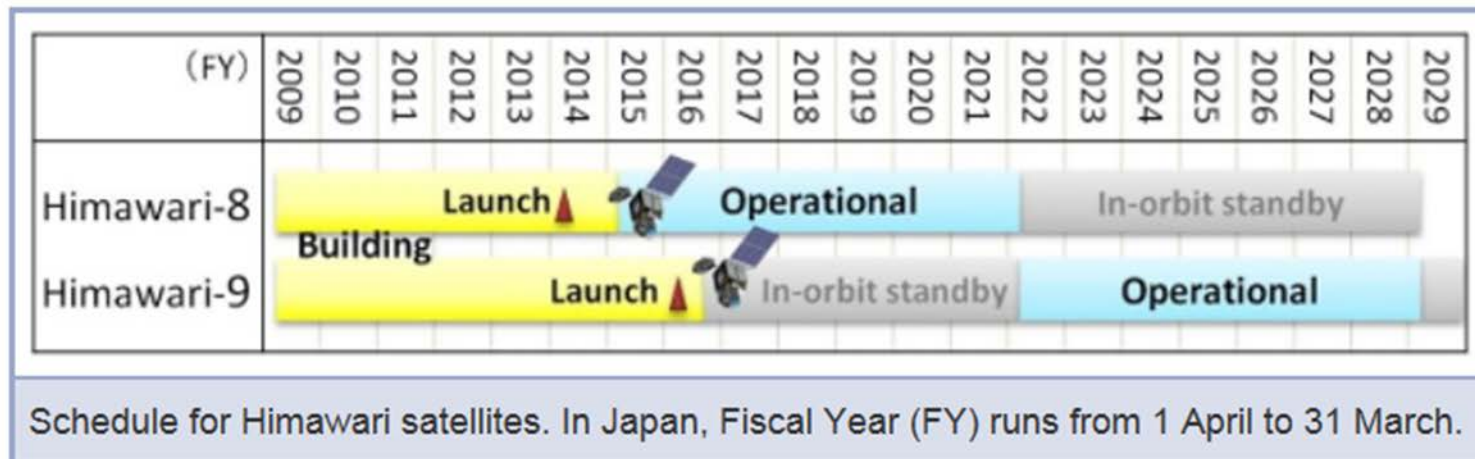 (FY) 2009 2010 2011 2012 2013 2014 2015 2016 2017 2018 2019 2020 2021 2022 2023 2024 2025 2026 2027 2028 2029
Himawari-8 Launch Operational In-orbit standby
Building
Himawari-9 Launch In-orbit standby Operational
Schedule for Himawari satellites. In Japan, Fiscal Year (FY) runs from 1 April to 31 March.